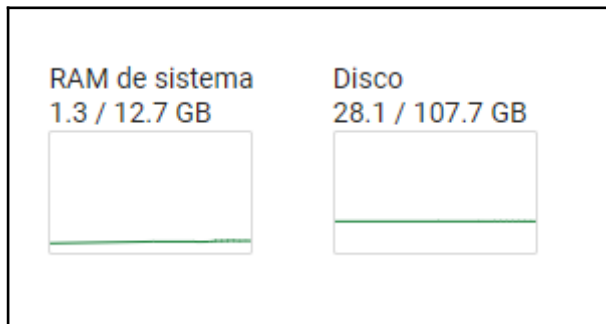 RAM de sistema
1.3 / 12.7 GB
Disco
28.1 / 107.7 GB